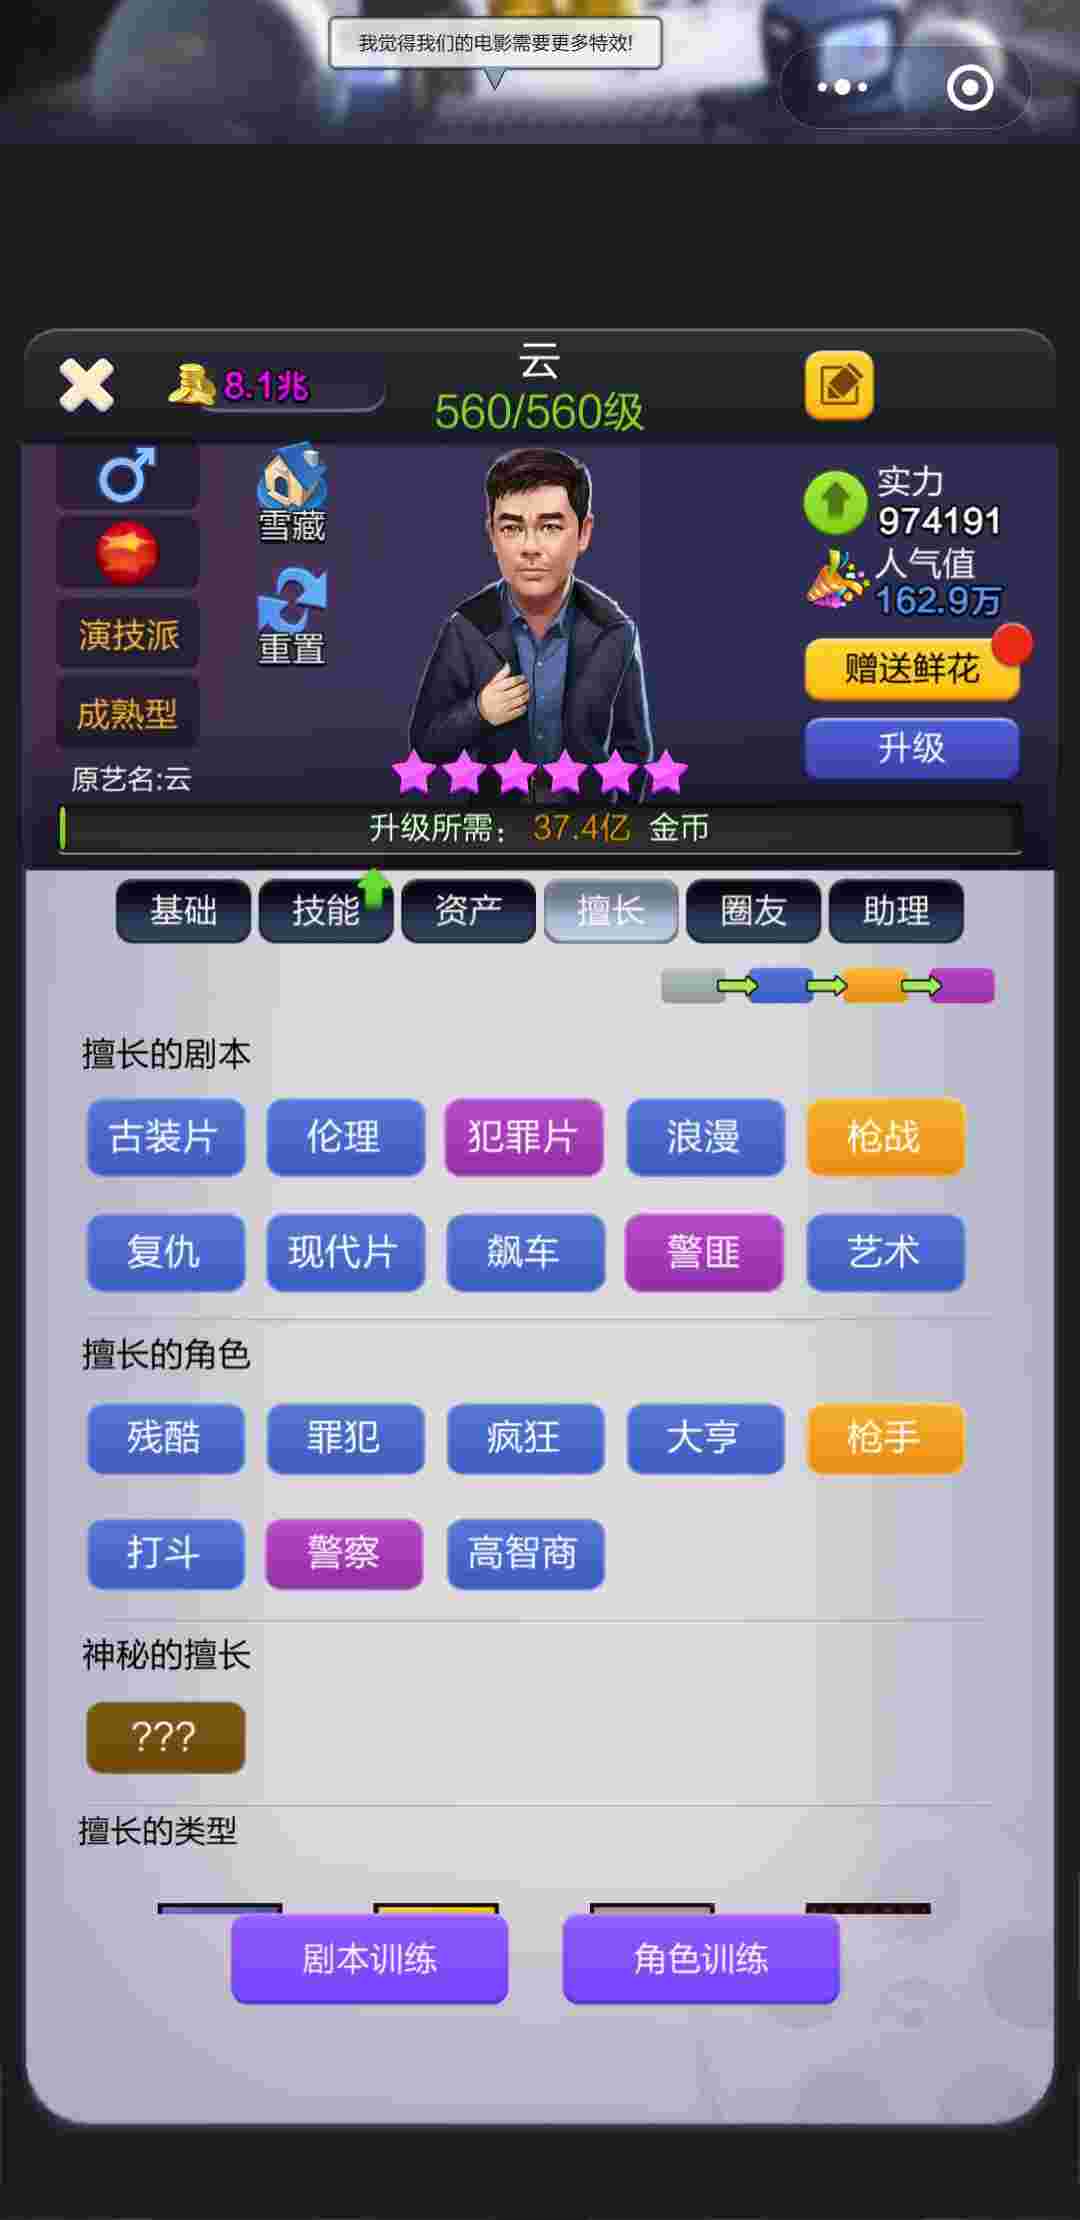 我觉得我们的电影需要更多特效!
云
8.1兆
560/560级
雪藏
重置
演技派
成熟型
原艺名:云
实力
974191
人气值
162.9万
赠送鲜花
升级
升级所需: 37.4亿 金币
基础 技能 资产 擅长 圈友 助理
擅长的剧本
古装片 伦理 犯罪片 浪漫 枪战
复仇 现代片 飙车 警匪 艺术
擅长的角色
残酷 罪犯 疯狂 大亨 枪手
打斗 警察 高智商
神秘的擅长
???
擅长的类型
剧本训练 角色训练